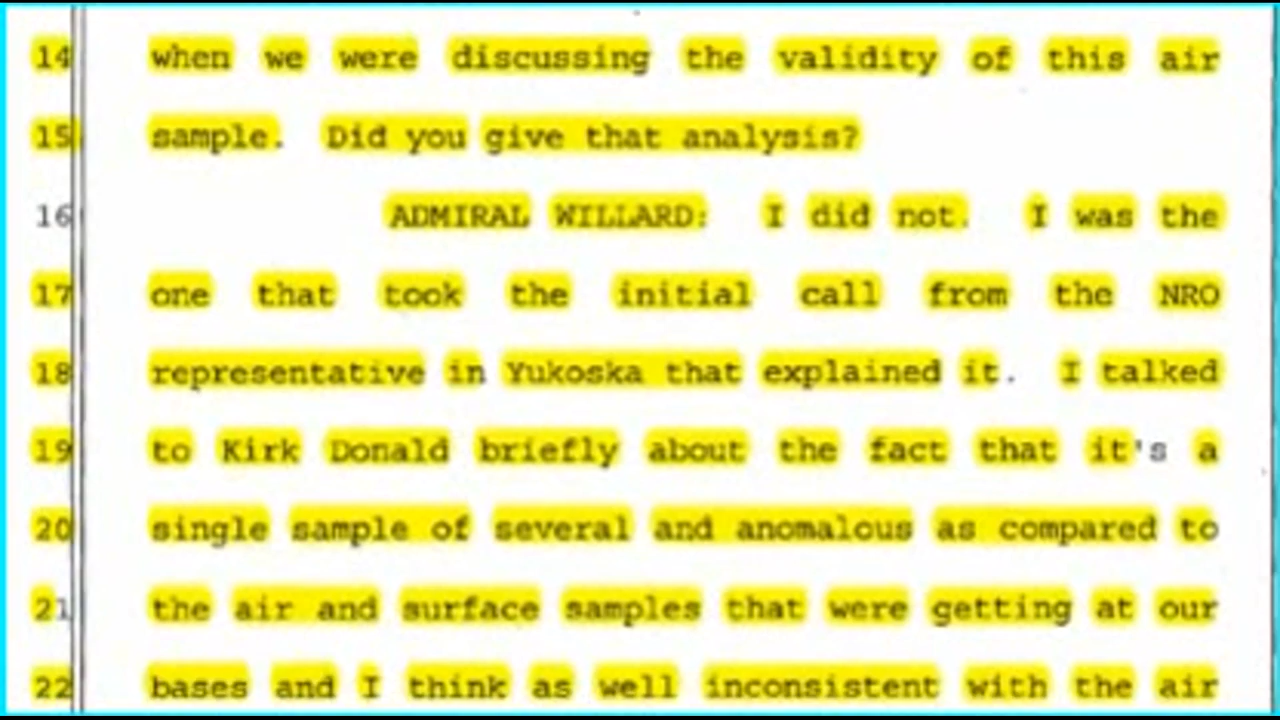 14 when we were discussing the validity of this air
15 sample. Did you give that analysis?
16 ADMIRAL WILLARD: I did not. I was the
17 one that took the initial call from the NRO
18 representative in Yukoska that explained it. I talked
19 to Kirk Donald briefly about the fact that it's a
20 single sample of several and anomalous as compared to
21 the air and surface samples that were getting at our
22 bases and I think as well inconsistent with the air